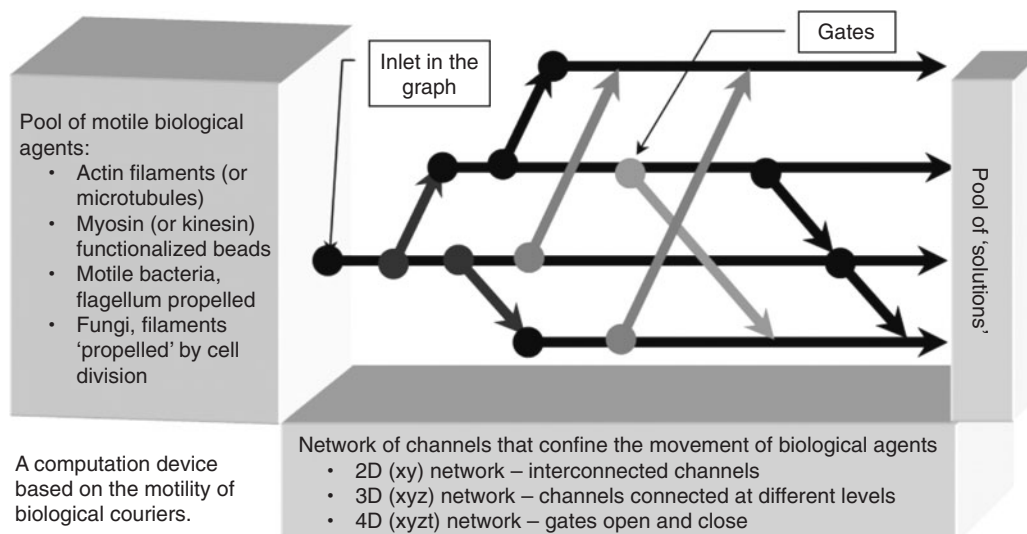 Inlet in the
graph
Gates
Pool of motile biological
agents:
• Actin filaments (or
microtubules)
• Myosin (or kinesin)
functionalized beads
• Motile bacteria,
flagellum propelled
• Fungi, filaments
‘propelled’ by cell
division
Pool of ‘solutions’
A computation device
based on the motility of
biological couriers.
Network of channels that confine the movement of biological agents
• 2D (xy) network – interconnected channels
• 3D (xyz) network – channels connected at different levels
• 4D (xyzt) network – gates open and close